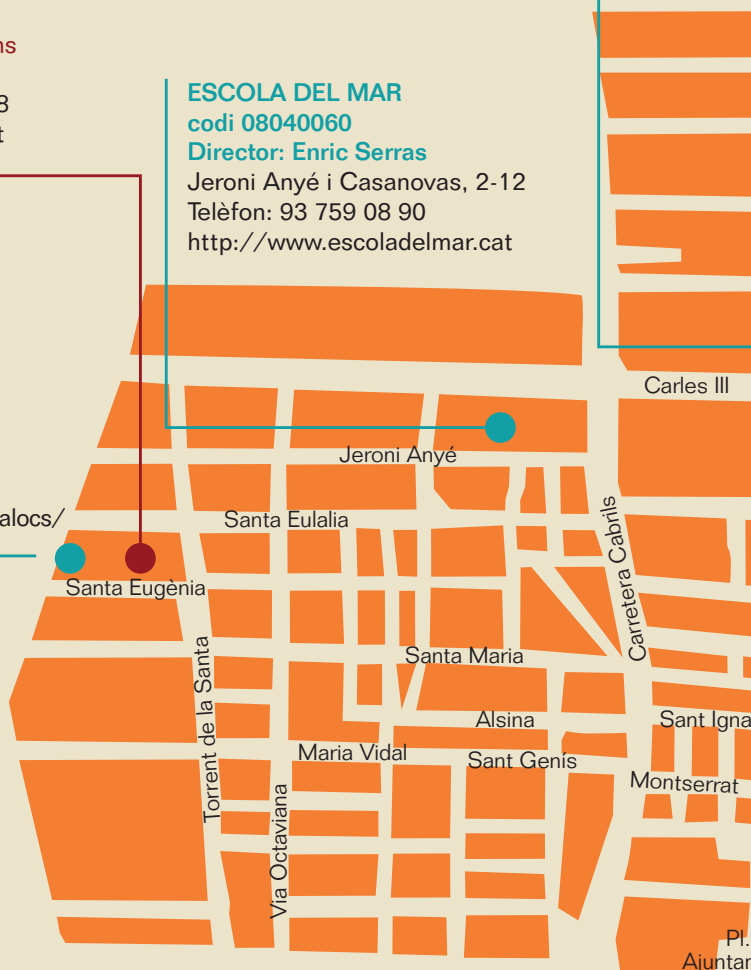 ns
8
t
ESCOLA DEL MAR
codi 08040060
Director: Enric Serras
Jeroni Anyé i Casanovas, 2-12
Telèfon: 93 759 08 90
http://www.escoladelmar.cat
Carles III
Jeroni Anyé
alocs/
Santa Eulalia
Carretera Cabrils
Santa Eugènia
Torrent de la Santa
Santa Maria
Alsina
Sant Igna
Maria Vidal
Sant Genís
Montserrat
Via Octaviana
Pl.
Ajuntar